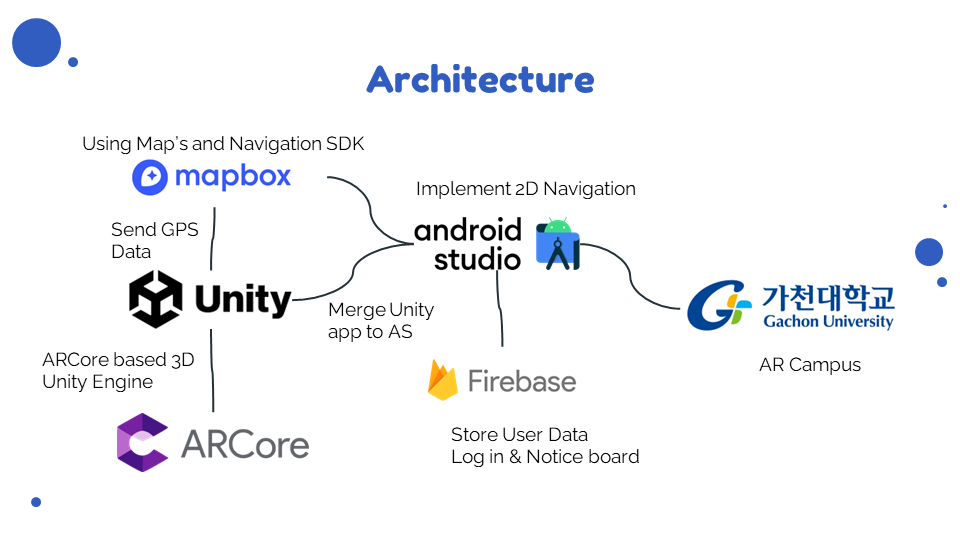 Architecture
Using Map's and Navigation SDK
mapbox
Implement 2D Navigation
Send GPS
Data
android
studio
Unity
Merge Unity
app to AS
가천대학교
Gachon University
ARCore based 3D
Unity Engine
AR Campus
Firebase
ARCore
Store User Data
Log in & Notice board